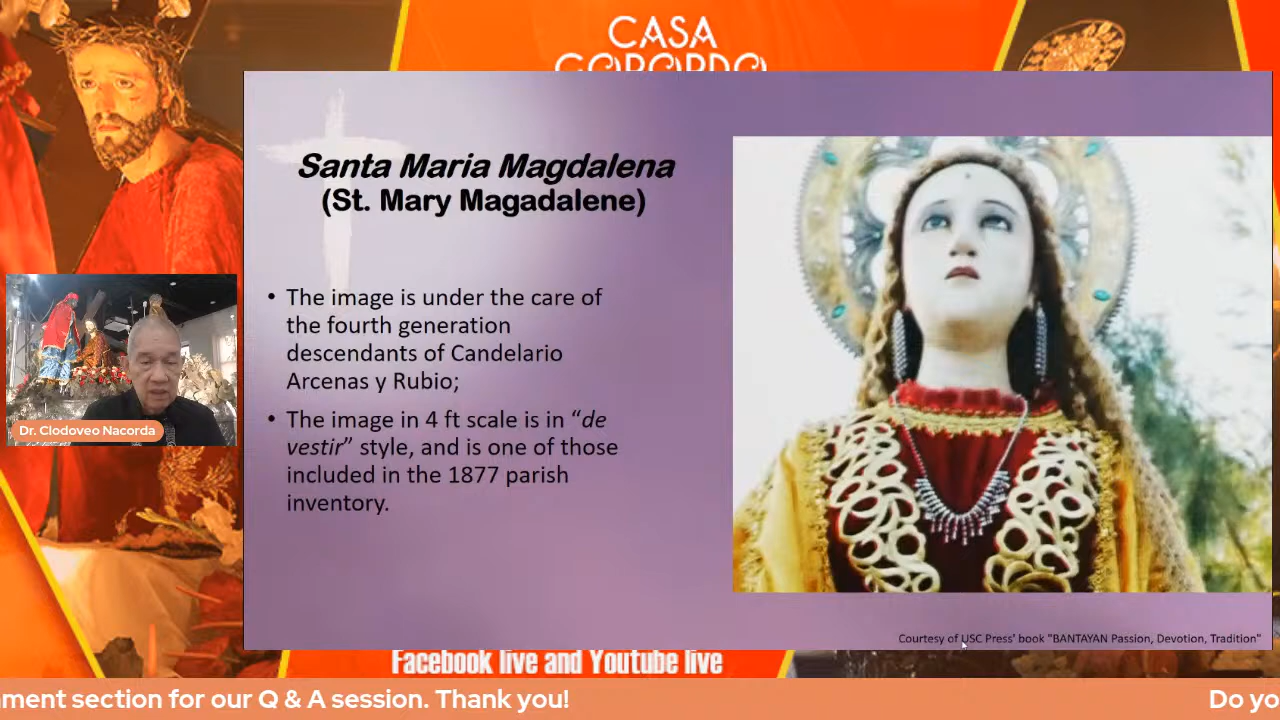 CASA
GORORDO
Santa Maria Magdalena
(St. Mary Magadalene)
• The image is under the care of
the fourth generation
descendants of Candelario
Arcenas y Rubio;
• The image in 4 ft scale is in “de
vestir” style, and is one of those
included in the 1877 parish
inventory.
Dr. Clodoveo Nacorda
Courtesy of USC Press' book "BANTAYAN Passion, Devotion, Tradition"
Facebook live and Youtube live
mment section for our Q & A session. Thank you!
Do yo